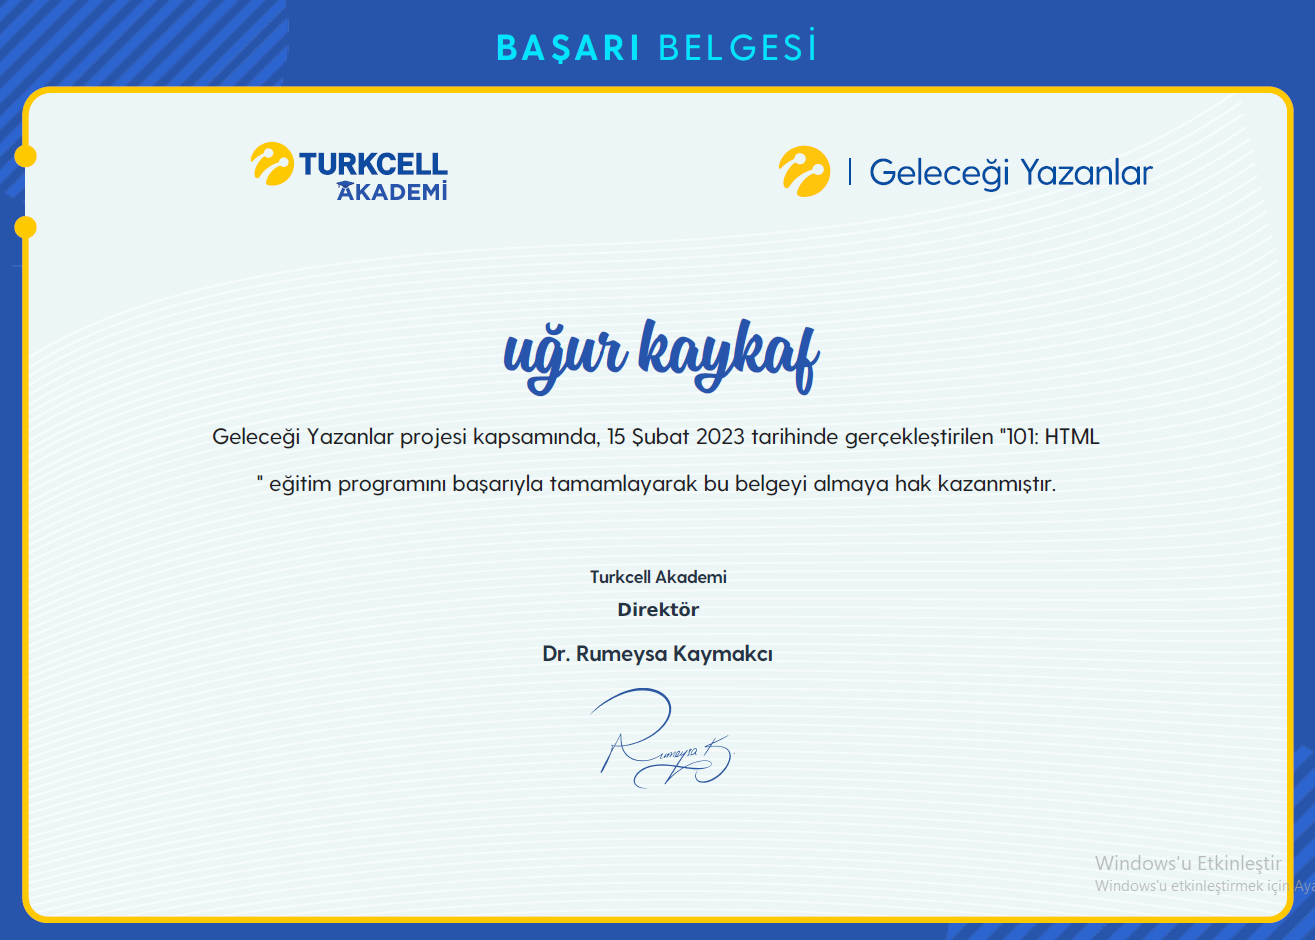 BAŞARI BELGESİ
TURKCELL
AKADEMİ
Geleceği Yazanlar
uğur kaykaf
Geleceği Yazanlar projesi kapsamında, 15 Şubat 2023 tarihinde gerçekleştirilen "101: HTML
" eğitim programını başarıyla tamamlayarak bu belgeyi almaya hak kazanmıştır.
Turkcell Akademi
Direktör
Dr. Rumeysa Kaymakcı
Rumeysa K
Windows'u Etkinleştir
Windows'u etkinleştirmek için Aya